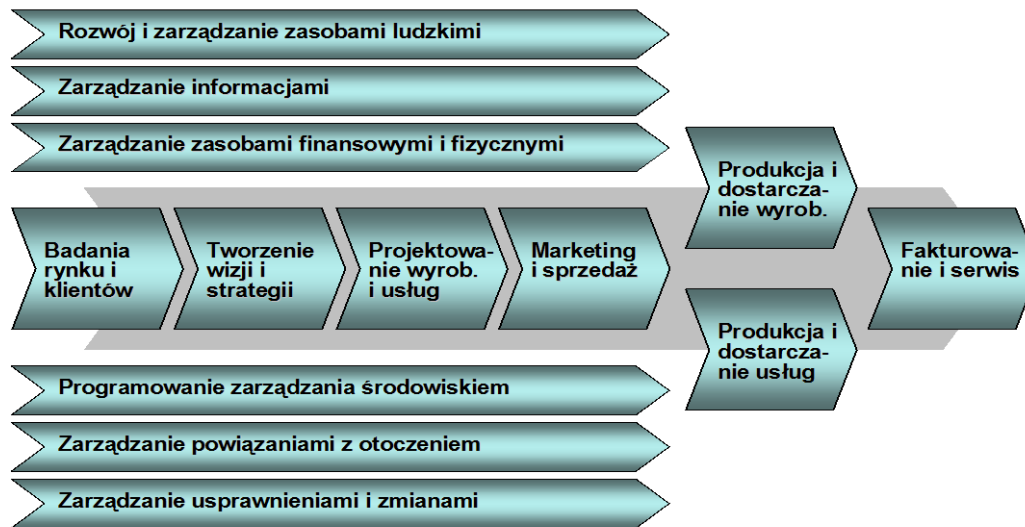 Rozwój i zarządzanie zasobami ludzkimi
Zarządzanie informacjami
Zarządzanie zasobami finansowymi i fizycznymi
Badania
rynku i
klientów
Tworzenie
wizji i
strategii
Projektowa-
nie wyrob.
i usług
Marketing
i sprzedaż
Produkcja i
dostarcza-
nie wyrob.
Produkcja i
dostarcza-
nie usług
Fakturowa-
nie i serwis
Programowanie zarządzania środowiskiem
Zarządzanie powiązaniami z otoczeniem
Zarządzanie usprawnieniami i zmianami